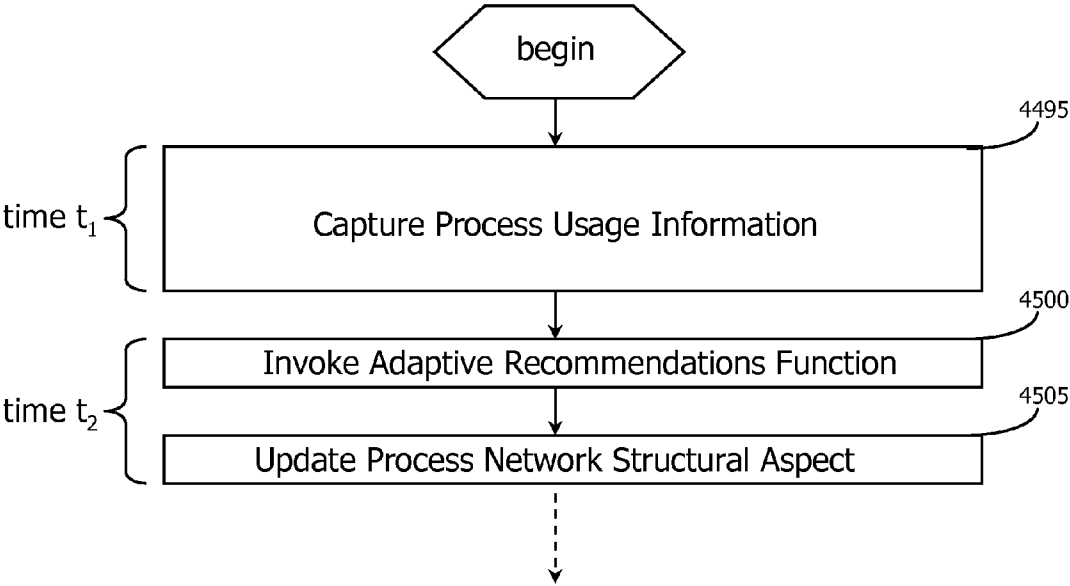 begin
4495
time t₁
Capture Process Usage Information
4500
Invoke Adaptive Recommendations Function
time t₂
4505
Update Process Network Structural Aspect